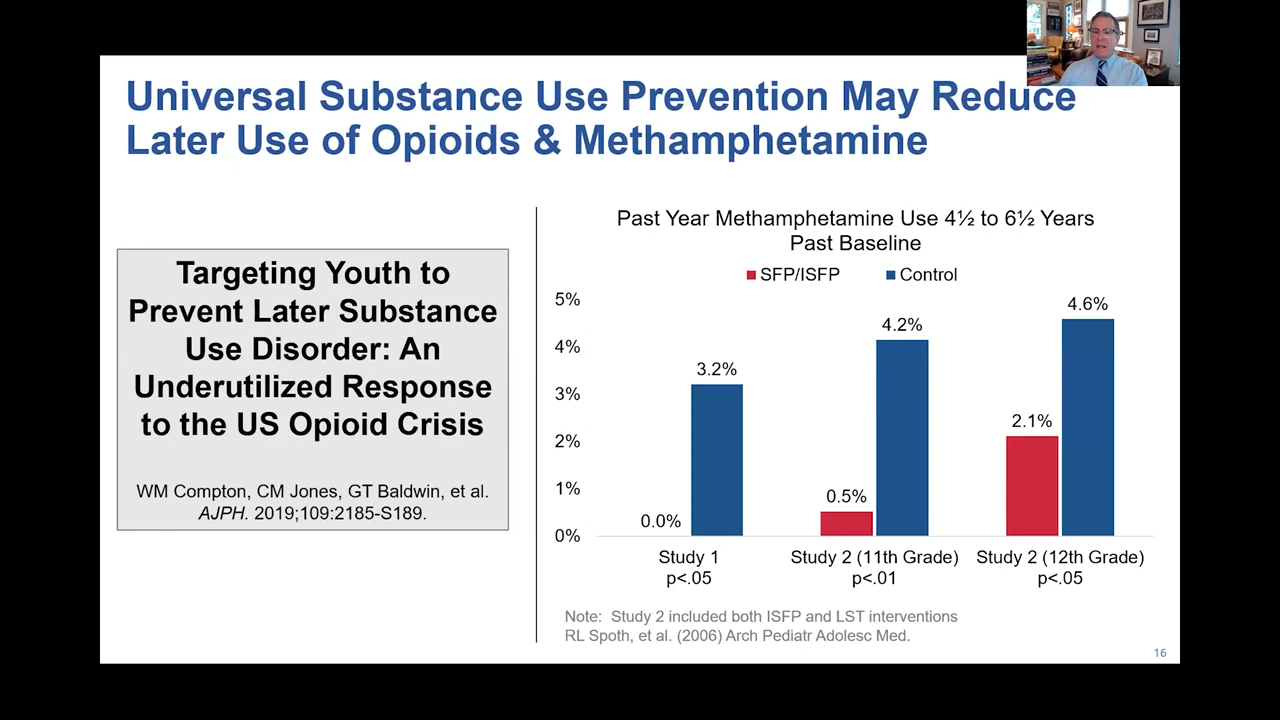 Universal Substance Use Prevention May Reduce
Later Use of Opioids & Methamphetamine
Targeting Youth to
Prevent Later Substance
Use Disorder: An
Underutilized Response
to the US Opioid Crisis
WM Compton, CM Jones, GT Baldwin, et al.
AJPH. 2019;109:2185-S189.
Past Year Methamphetamine Use 4½ to 6½ Years
Past Baseline
SFP/ISFP Control
5%
4%
3%
2%
1%
0%
0.0% 3.2%
0.5% 4.2%
2.1% 4.6%
Study 1
p<.05
Study 2 (11th Grade)
p<.01
Study 2 (12th Grade)
p<.05
Note: Study 2 included both ISFP and LST interventions
RL Spoth, et al. (2006) Arch Pediatr Adolesc Med.
16